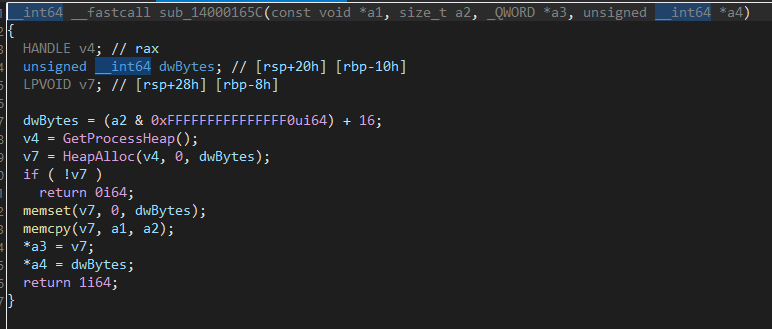 __int64 __fastcall sub_14000165C(const void *a1, size_t a2, _QWORD *a3, unsigned __int64 *a4)
{
HANDLE v4; // rax
unsigned __int64 dwBytes; // [rsp+20h] [rbp-10h]
LPVOID v7; // [rsp+28h] [rbp-8h]
dwBytes = (a2 & 0xFFFFFFFFFFFFFFF0ui64) + 16;
v4 = GetProcessHeap();
v7 = HeapAlloc(v4, 0, dwBytes);
if ( !v7 )
return 0i64;
memset(v7, 0, dwBytes);
memcpy(v7, a1, a2);
*a3 = v7;
*a4 = dwBytes;
return 1i64;
}